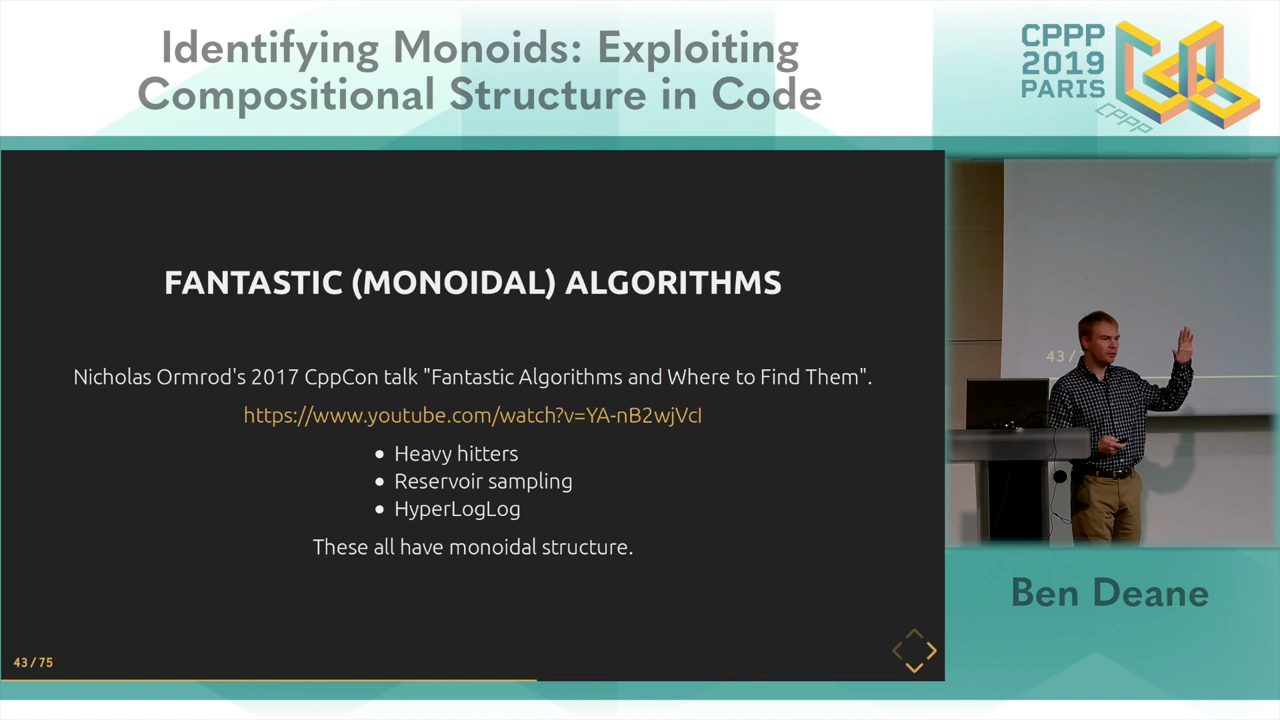 Identifying Monoids: Exploiting
Compositional Structure in Code
CPPP
2019
PARIS
CPPP
FANTASTIC (MONOIDAL) ALGORITHMS
Nicholas Ormrod's 2017 CppCon talk "Fantastic Algorithms and Where to Find Them".
https://www.youtube.com/watch?v=YA-nB2wjVcI
• Heavy hitters
• Reservoir sampling
• HyperLogLog
These all have monoidal structure.
43 / 75
43 /
Ben Deane